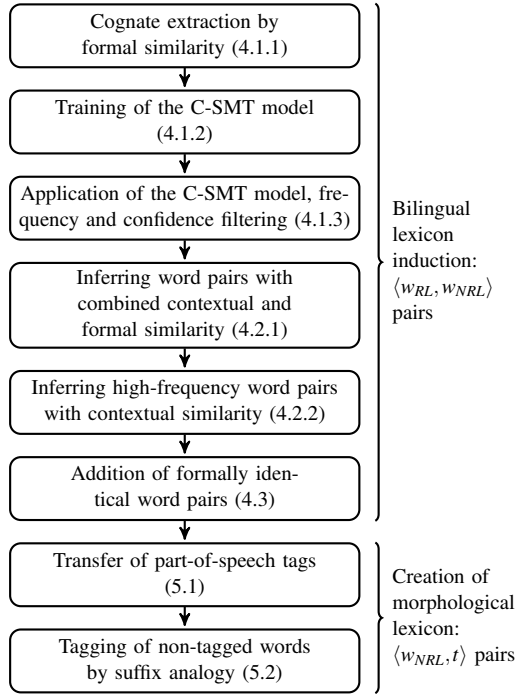 Cognate extraction by
formal similarity (4.1.1)
Training of the C-SMT model
(4.1.2)
Application of the C-SMT model, fre-
quency and confidence filtering (4.1.3)
Inferring word pairs with
combined contextual and
formal similarity (4.2.1)
Inferring high-frequency word pairs
with contextual similarity (4.2.2)
Addition of formally iden-
tical word pairs (4.3)
Bilingual
lexicon
induction:
⟨w_RL, w_NRL⟩
pairs
Transfer of part-of-speech tags
(5.1)
Tagging of non-tagged words
by suffix analogy (5.2)
Creation of
morphological
lexicon:
⟨w_NRL, t⟩ pairs